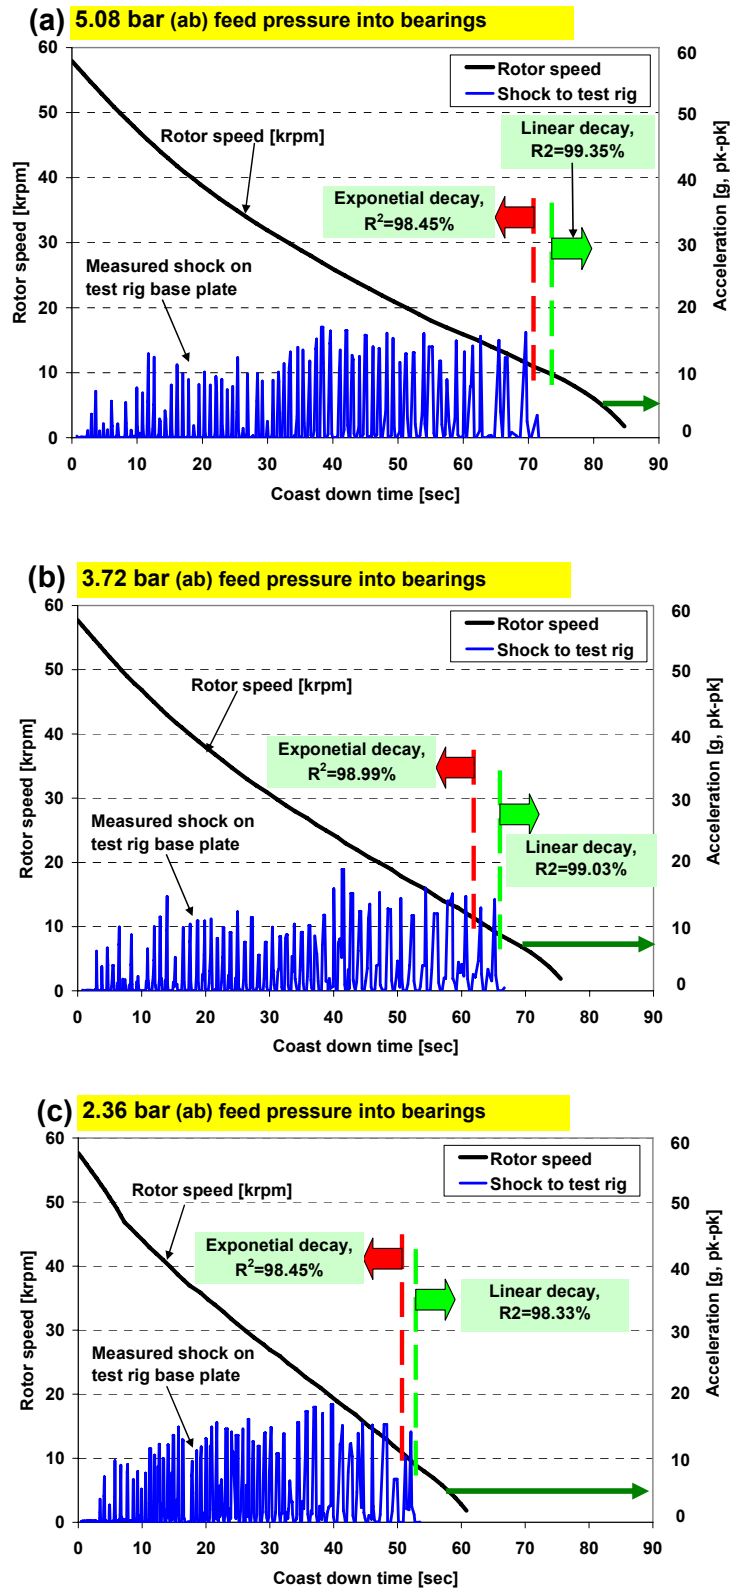 (a) 5.08 bar (ab) feed pressure into bearings
60
50
40
30
20
10
0
Rotor speed [krpm]
0 10 20 30 40 50 60 70 80 90
Coast down time [sec]
60
50
40
30
20
10
0
Acceleration [g, pk-pk]
Rotor speed
Shock to test rig
Rotor speed [krpm]
Linear decay,
R2=99.35%
Exponetial decay,
R²=98.45%
Measured shock on
test rig base plate
(b) 3.72 bar (ab) feed pressure into bearings
60
50
40
30
20
10
0
Rotor speed [krpm]
0 10 20 30 40 50 60 70 80 90
Coast down time [sec]
60
50
40
30
20
10
0
Acceleration [g, pk-pk]
Rotor speed
Shock to test rig
Rotor speed [krpm]
Exponetial decay,
R²=98.99%
Measured shock on
test rig base plate
Linear decay,
R2=99.03%
(c) 2.36 bar (ab) feed pressure into bearings
60
50
40
30
20
10
0
Rotor speed [krpm]
0 10 20 30 40 50 60 70 80 90
Coast down time [sec]
60
50
40
30
20
10
0
Acceleration [g, pk-pk]
Rotor speed
Shock to test rig
Rotor speed [krpm]
Exponetial decay,
R²=98.45%
Linear decay,
R2=98.33%
Measured shock on
test rig base plate